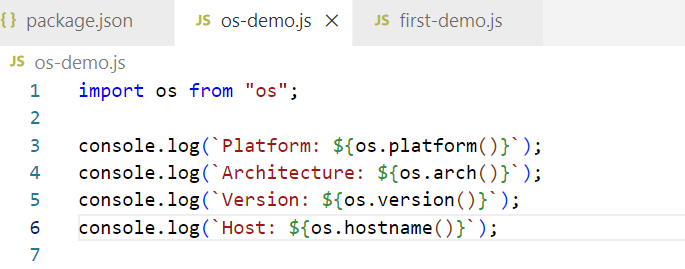 {} package.json JS os-demo.js × JS first-demo.js
JS os-demo.js
1 import os from "os";
2
3 console.log(`Platform: ${os.platform()}`);
4 console.log(`Architecture: ${os.arch()}`);
5 console.log(`Version: ${os.version()}`);
6 console.log(`Host: ${os.hostname()}`);
7